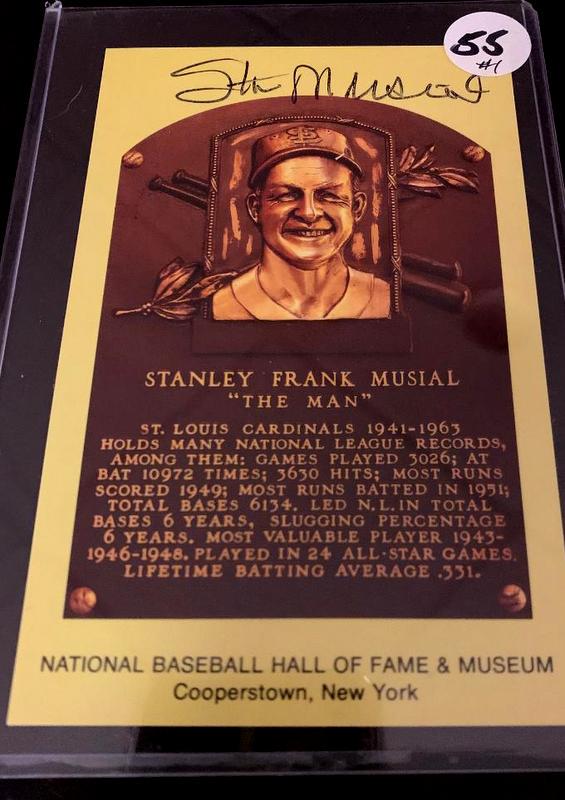 55
#1
Stan Musial
STL
STANLEY FRANK MUSIAL
"THE MAN"
ST. LOUIS CARDINALS 1941-1963
HOLDS MANY NATIONAL LEAGUE RECORDS,
AMONG THEM: GAMES PLAYED 3026; AT
BAT 10972 TIMES; 3630 HITS; MOST RUNS
SCORED 1949; MOST RUNS BATTED IN 1951;
TOTAL BASES 6134. LED N.L. IN TOTAL
BASES 6 YEARS, SLUGGING PERCENTAGE
6 YEARS. MOST VALUABLE PLAYER 1943-
1946-1948. PLAYED IN 24 ALL-STAR GAMES.
LIFETIME BATTING AVERAGE .331.
NATIONAL BASEBALL HALL OF FAME & MUSEUM
Cooperstown, New York